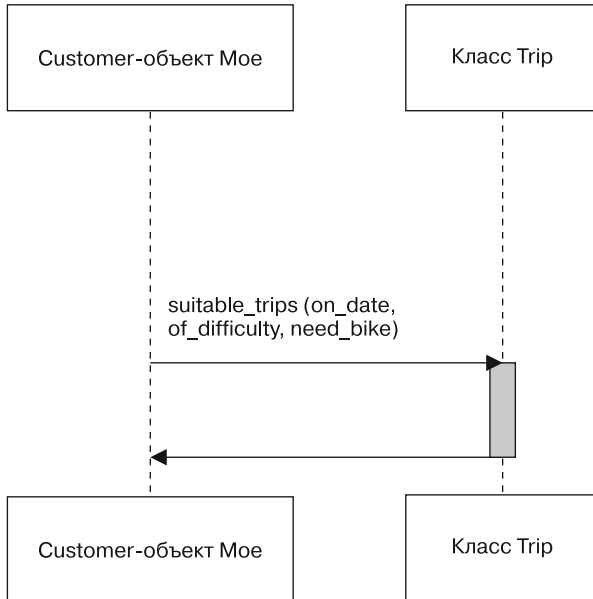 Customer-объект Moe
Класс Trip
suitable_trips (on_date,
of_difficulty, need_bike)
Customer-объект Moe
Класс Trip